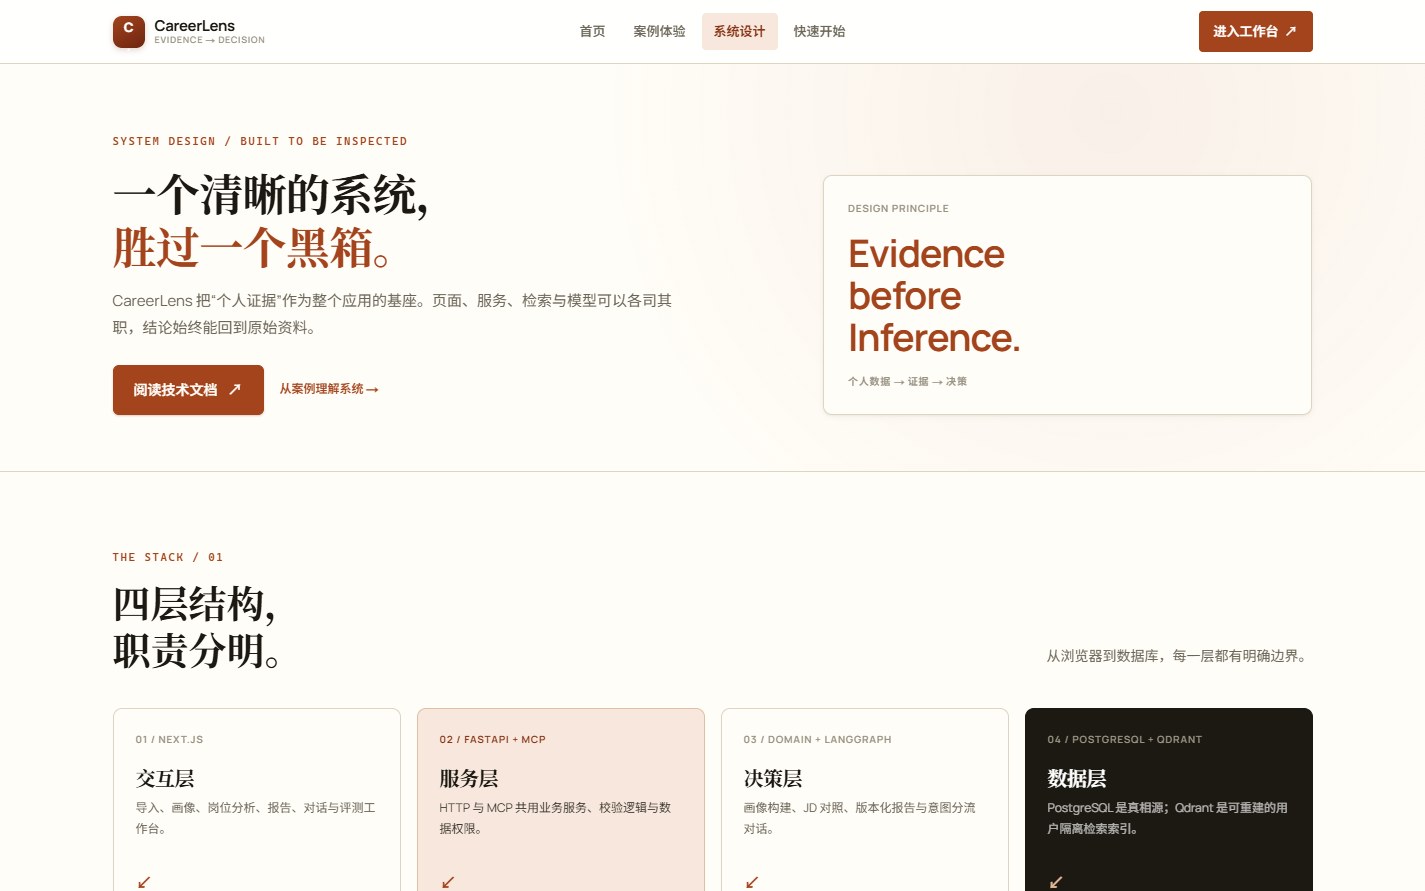 C
CareerLens
EVIDENCE → DECISION
首页
案例体验
系统设计
快速开始
进入工作台 ↗
SYSTEM DESIGN / BUILT TO BE INSPECTED
一个清晰的系统，
胜过一个黑箱。
CareerLens 把“个人证据”作为整个应用的基座。页面、服务、检索与模型可以各司其
职，结论始终能回到原始资料。
阅读技术文档 ↗
从案例理解系统 →
DESIGN PRINCIPLE
Evidence
before
Inference.
个人数据 → 证据 → 决策
THE STACK / 01
四层结构，
职责分明。
从浏览器到数据库，每一层都有明确边界。
01 / NEXT.JS
交互层
导入、画像、岗位分析、报告、对话与评测工
作台。
↙
02 / FASTAPI + MCP
服务层
HTTP 与 MCP 共用业务服务、校验逻辑与数
据权限。
↙
03 / DOMAIN + LANGGRAPH
决策层
画像构建、JD 对照、版本化报告与意图分流
对话。
↙
04 / POSTGRESQL + QDRANT
数据层
PostgreSQL 是真相源；Qdrant 是可重建的用
户隔离检索索引。
↙